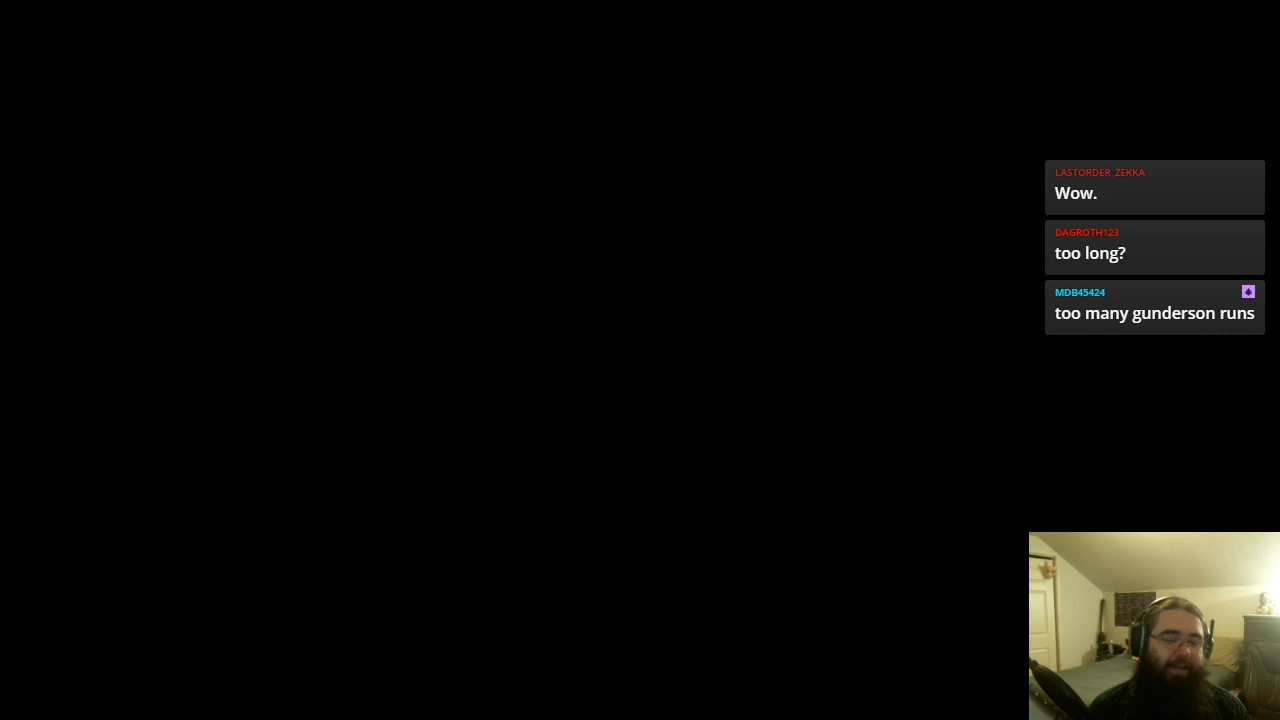 LASTORDER_ZEKKA
Wow.
DAGROTH123
too long?
MDB45424
too many gunderson runs